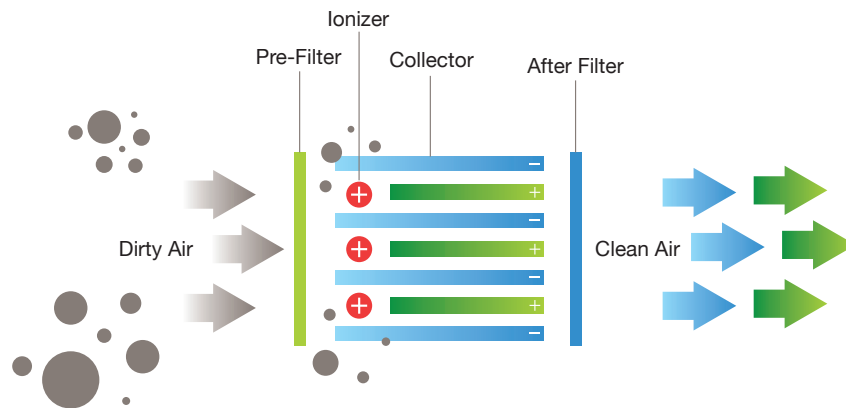 Ionizer
Pre-Filter
Collector
After Filter
−
+
+
−
Dirty Air
+
+
−
Clean Air
−
+
+
−